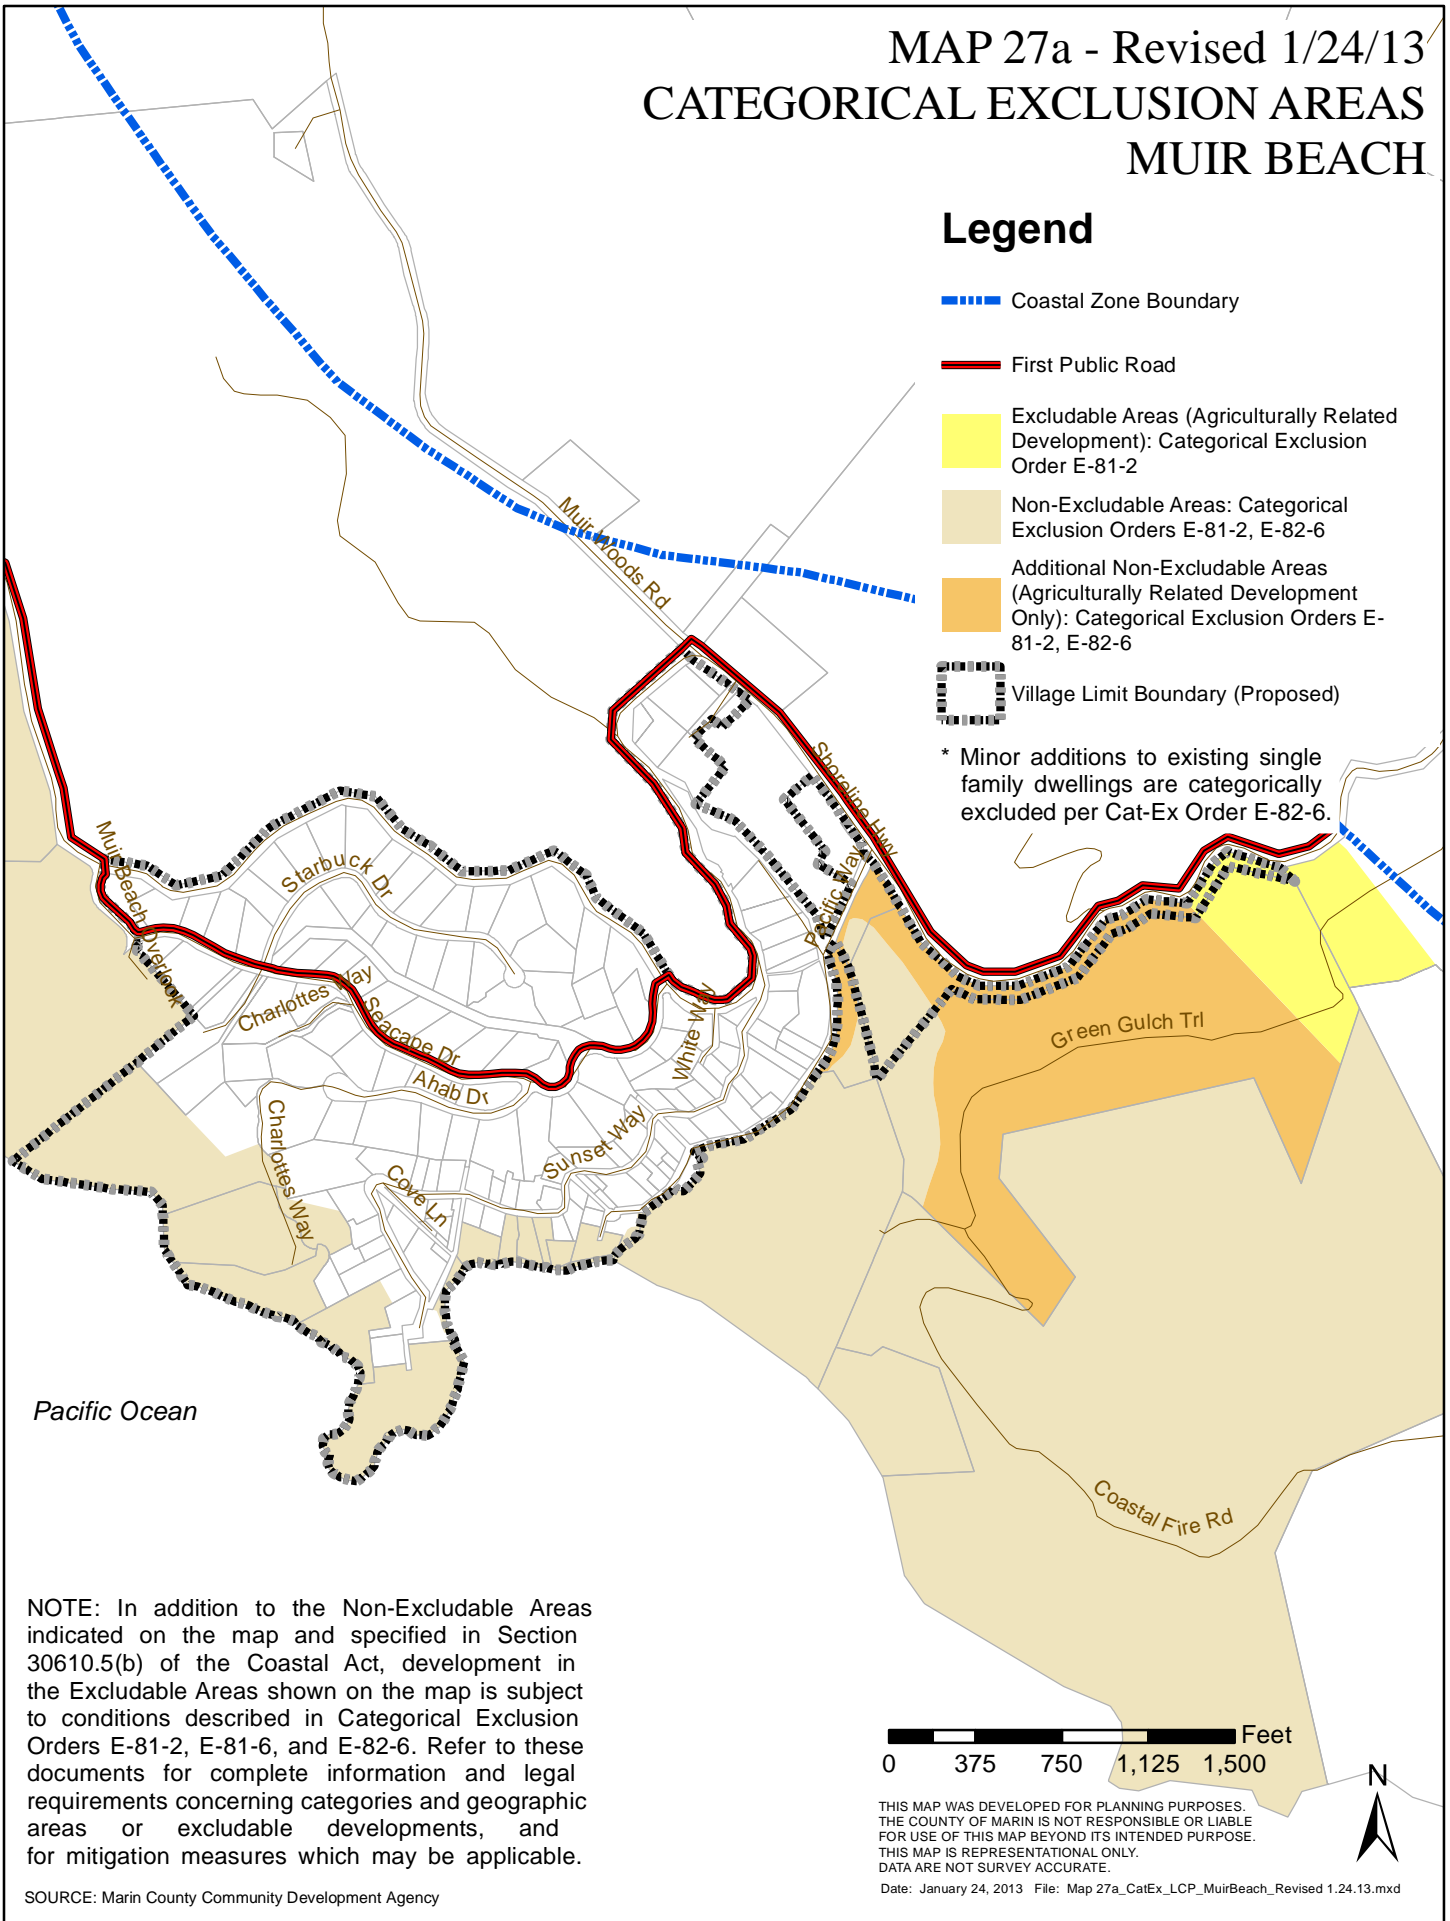 MAP 27a - Revised 1/24/13
CATEGORICAL EXCLUSION AREAS
MUIR BEACH
Legend
Coastal Zone Boundary
First Public Road
Excludable Areas (Agriculturally Related
Development): Categorical Exclusion
Order E-81-2
Non-Excludable Areas: Categorical
Exclusion Orders E-81-2, E-82-6
Additional Non-Excludable Areas
(Agriculturally Related Development
Only): Categorical Exclusion Orders E-
81-2, E-82-6
Village Limit Boundary (Proposed)
* Minor additions to existing single
family dwellings are categorically
excluded per Cat-Ex Order E-82-6.
Muir Woods Rd
Shoreline Hwy
Pacific Way
Muir Beach Overlook
Starbuck Dr
Charlottes Way
Seacape Dr
Ahab Dr
White Way
Green Gulch Trl
Charlottes Way
Cove Ln
Sunset Way
Pacific Ocean
Coastal Fire Rd
NOTE: In addition to the Non-Excludable Areas
indicated on the map and specified in Section
30610.5(b) of the Coastal Act, development in
the Excludable Areas shown on the map is subject
to conditions described in Categorical Exclusion
Orders E-81-2, E-81-6, and E-82-6. Refer to these
documents for complete information and legal
requirements concerning categories and geographic
areas or excludable developments, and
for mitigation measures which may be applicable.
SOURCE: Marin County Community Development Agency
Feet
0 375 750 1,125 1,500
N
THIS MAP WAS DEVELOPED FOR PLANNING PURPOSES.
THE COUNTY OF MARIN IS NOT RESPONSIBLE OR LIABLE
FOR USE OF THIS MAP BEYOND ITS INTENDED PURPOSE.
THIS MAP IS REPRESENTATIONAL ONLY.
DATA ARE NOT SURVEY ACCURATE.
Date: January 24, 2013 File: Map 27a_CatEx_LCP_MuirBeach_Revised 1.24.13.mxd